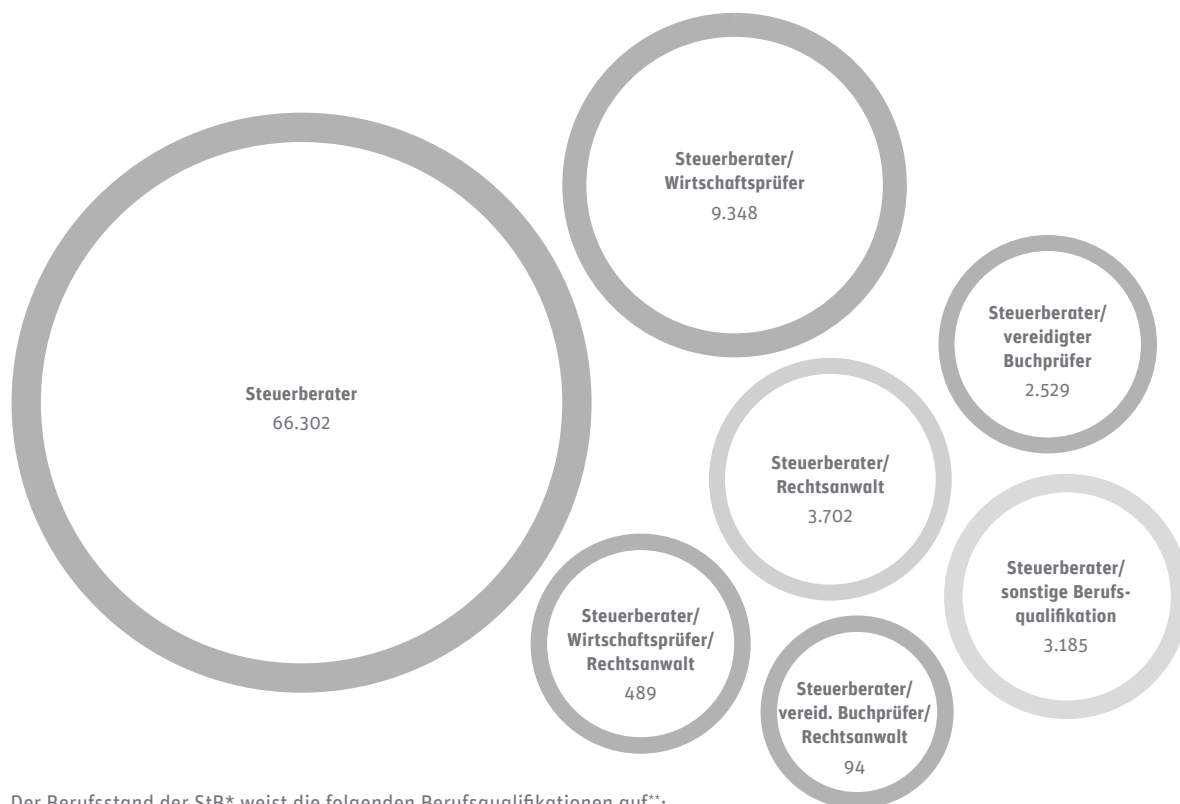 Steuerberater/
Wirtschaftsprüfer
9.348
Steuerberater/
vereidigter
Buchprüfer
2.529
Steuerberater
66.302
Steuerberater/
Rechtsanwalt
3.702
Steuerberater/
sonstige Berufs-
qualifikation
3.185
Steuerberater/
Wirtschaftsprüfer/
Rechtsanwalt
489
Steuerberater/
vereid. Buchprüfer/
Rechtsanwalt
94
Der Berufsstand der StB* weist die folgenden Berufsqualifikationen auf**: